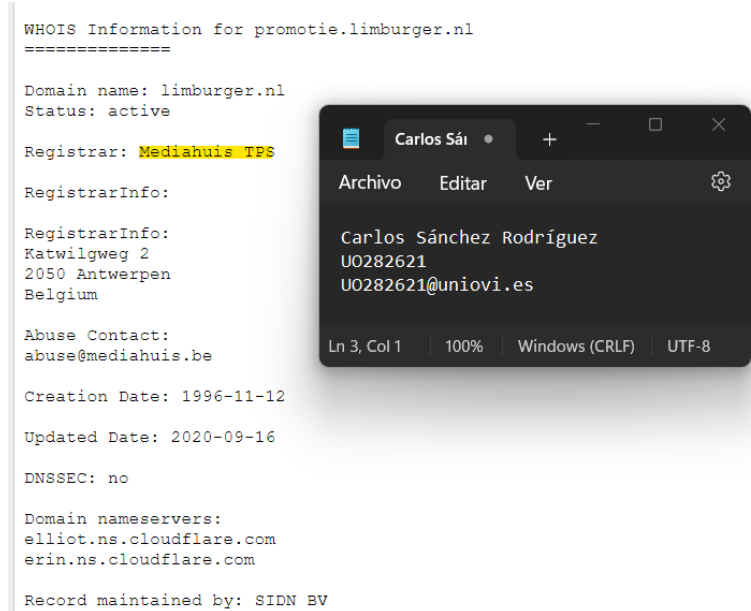 WHOIS Information for promotie.limburger.nl
==============
Domain name: limburger.nl
Status: active
Registrar: Mediahuis TPS
RegistrarInfo:
RegistrarInfo:
Katwilgweg 2
2050 Antwerpen
Belgium
Abuse Contact:
abuse@mediahuis.be
Creation Date: 1996-11-12
Updated Date: 2020-09-16
DNSSEC: no
Domain nameservers:
elliot.ns.cloudflare.com
erin.ns.cloudflare.com
Record maintained by: SIDN BV
Carlos Sái
Archivo Editar Ver
Carlos Sánchez Rodríguez
UO282621
UO282621@uniovi.es
Ln 3, Col 1 100% Windows (CRLF) UTF-8